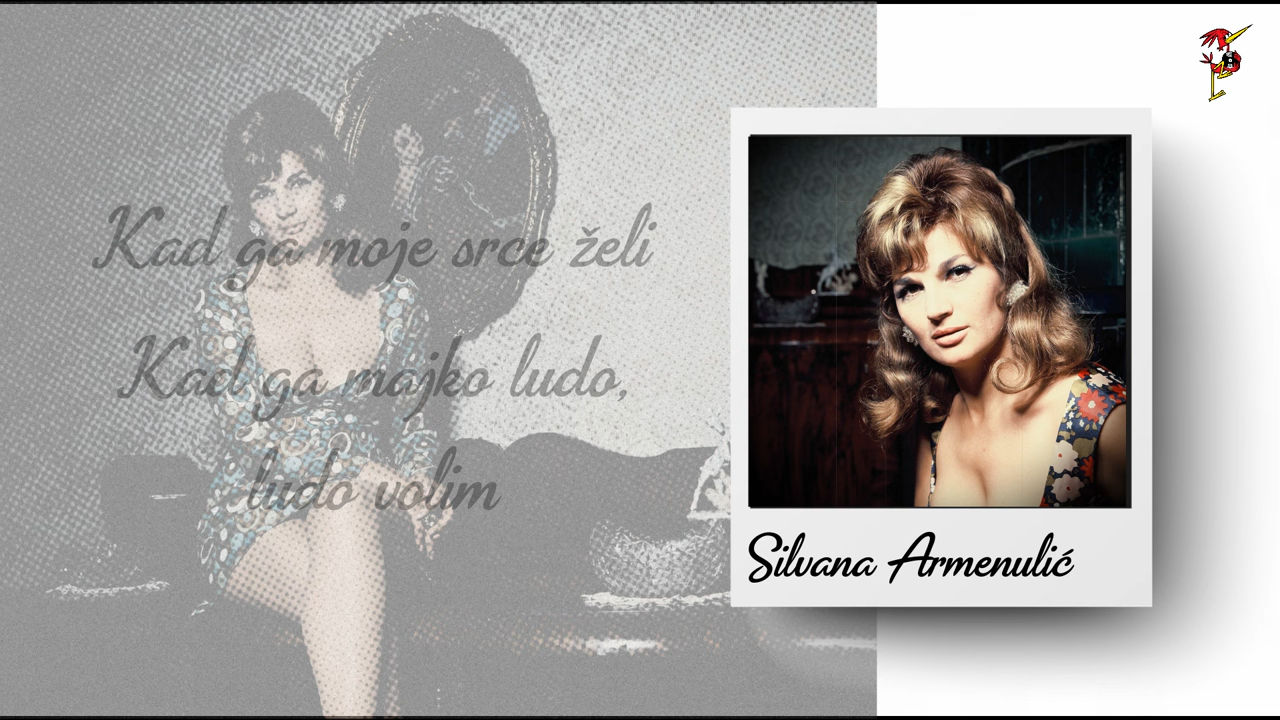 Kad ga moje srce želi
Kad ga majko ludo,
ludo volim
Silvana Armenulić